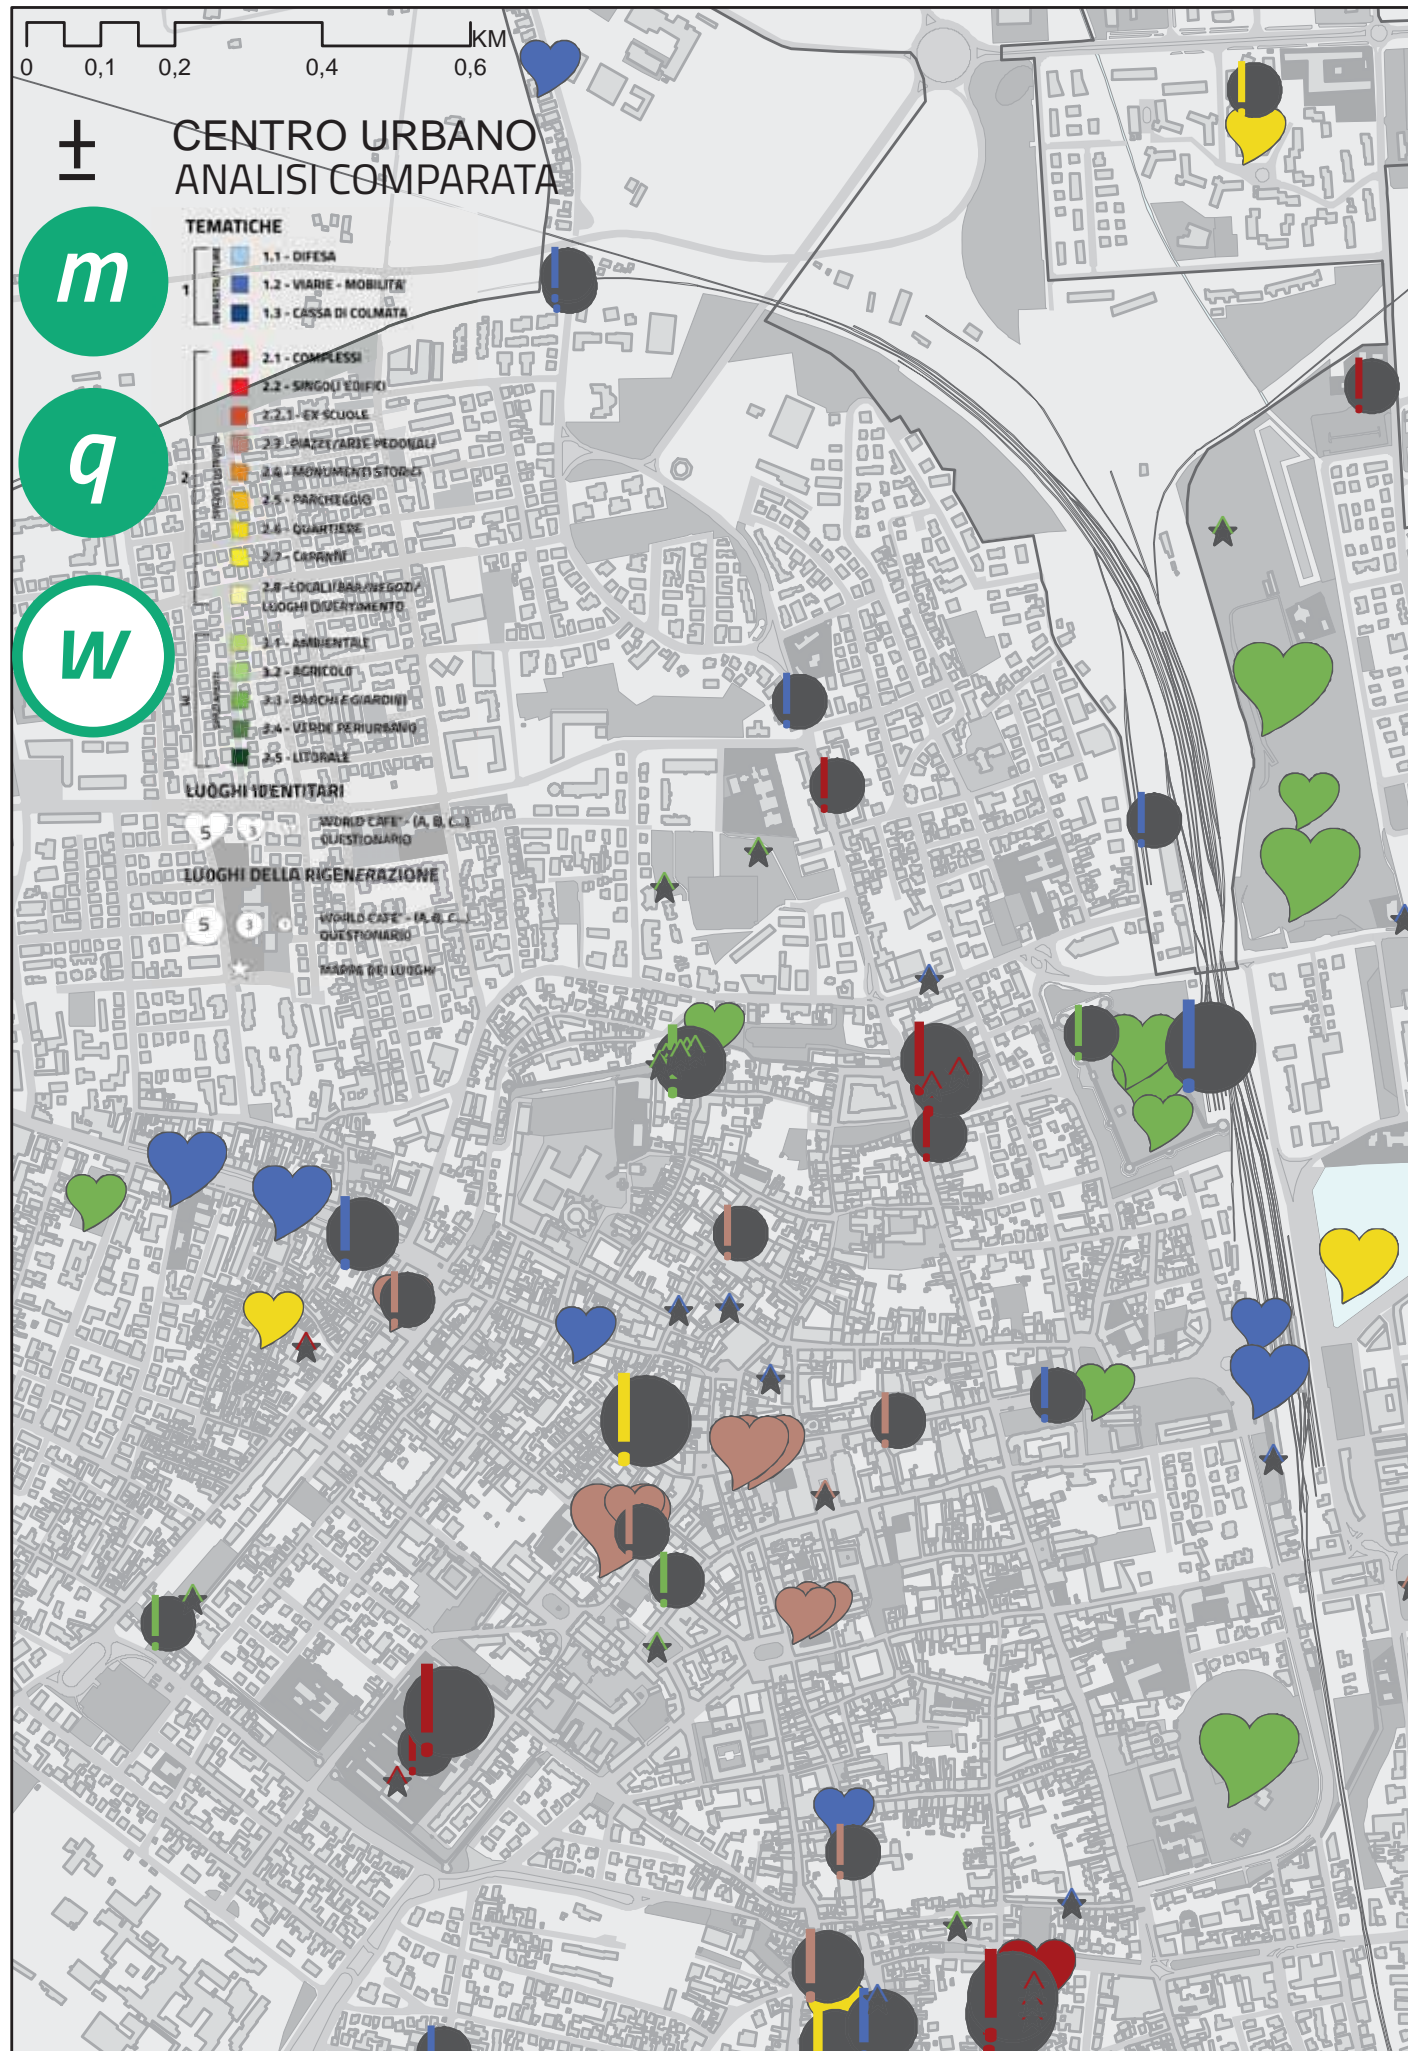 KM
0 0,1 0,2 0,4 0,6
± CENTRO URBANO
ANALISI COMPARATA
m
q
w
TEMATICHE
1
INFRASTRUTTURE
1.1 - DIFESA
1.2 - VIARIE - MOBILITA'
1.3 - CASSA DI COLMATA
2
2.1 - COMPLESSI
2.2 - SINGOLI EDIFICI
2.2.1 - EX SCUOLE
2.3 - PIAZZE/AREE PEDONALI
2.4 - MONUMENTI STORICI
2.5 - PARCHEGGIO
2.6 - QUARTIERE
2.7 - CAPANNI
2.8 - LOCALI/BAR/NEGOZI/
LUOGHI DIVERTIMENTO
3.1 - AMBIENTALE
3.2 - AGRICOLO
3.3 - PARCHI E GIARDINI
3.4 - VERDE PERIURBANO
3.5 - LITORALE
LUOGHI IDENTITARI
5 3
WORLD CAFE' - (A, B, C...)
QUESTIONARIO
LUOGHI DELLA RIGENERAZIONE
5 3 1
WORLD CAFE' - (A, B, C...)
QUESTIONARIO
MAPPA DEI LUOGHI